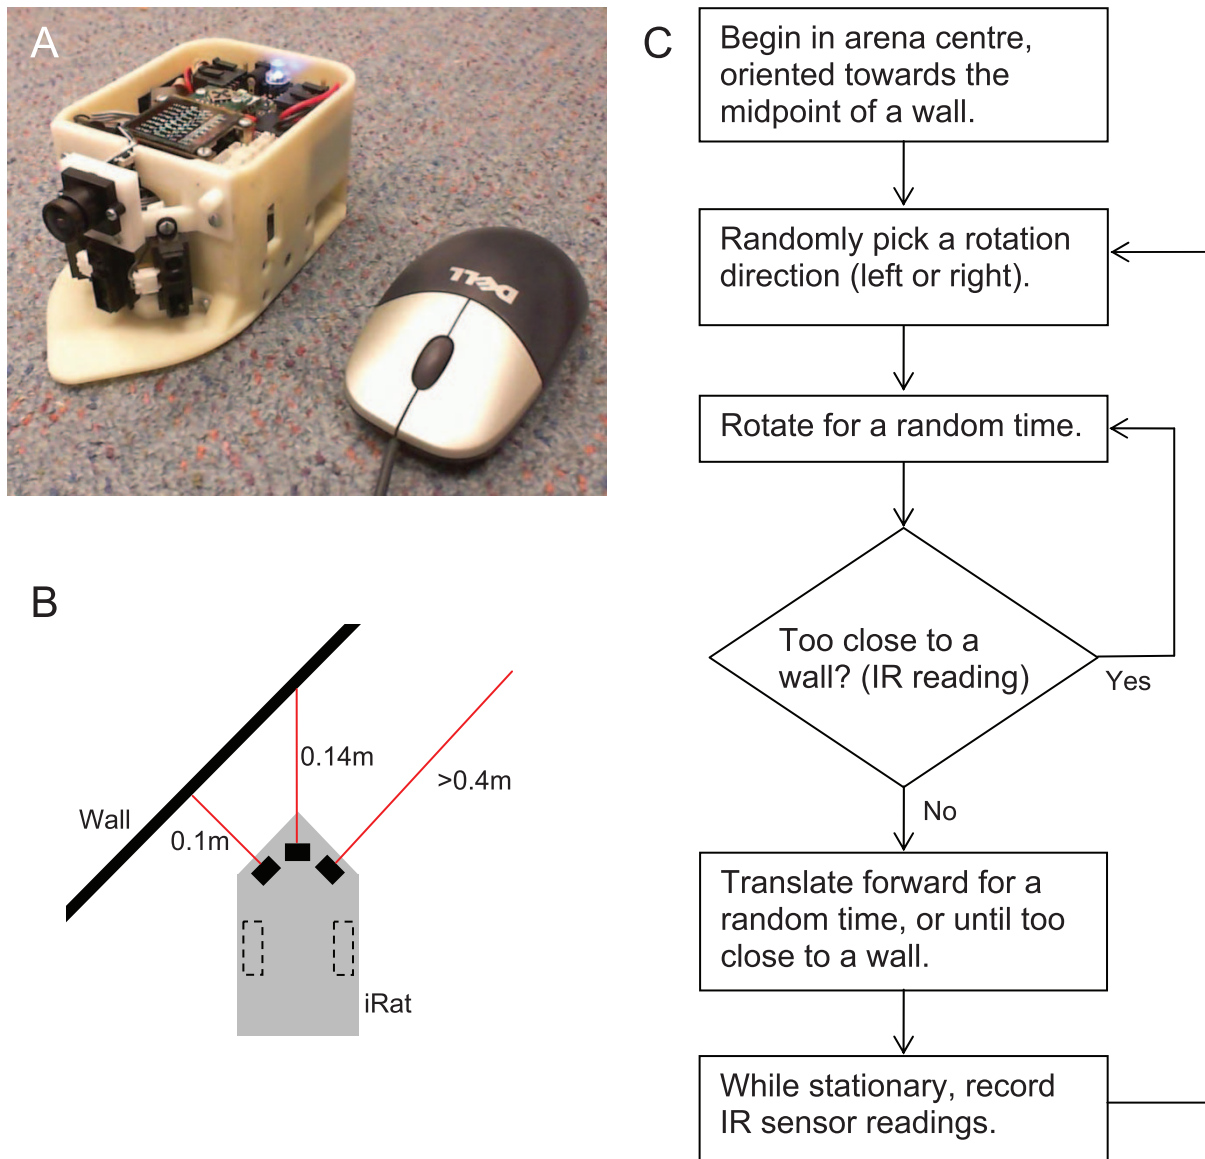 A
DELL
B
Wall
0.1m
0.14m
>0.4m
iRat
C
Begin in arena centre,
oriented towards the
midpoint of a wall.
Randomly pick a rotation
direction (left or right).
Rotate for a random time.
Too close to a
wall? (IR reading)
Yes
No
Translate forward for a
random time, or until too
close to a wall.
While stationary, record
IR sensor readings.